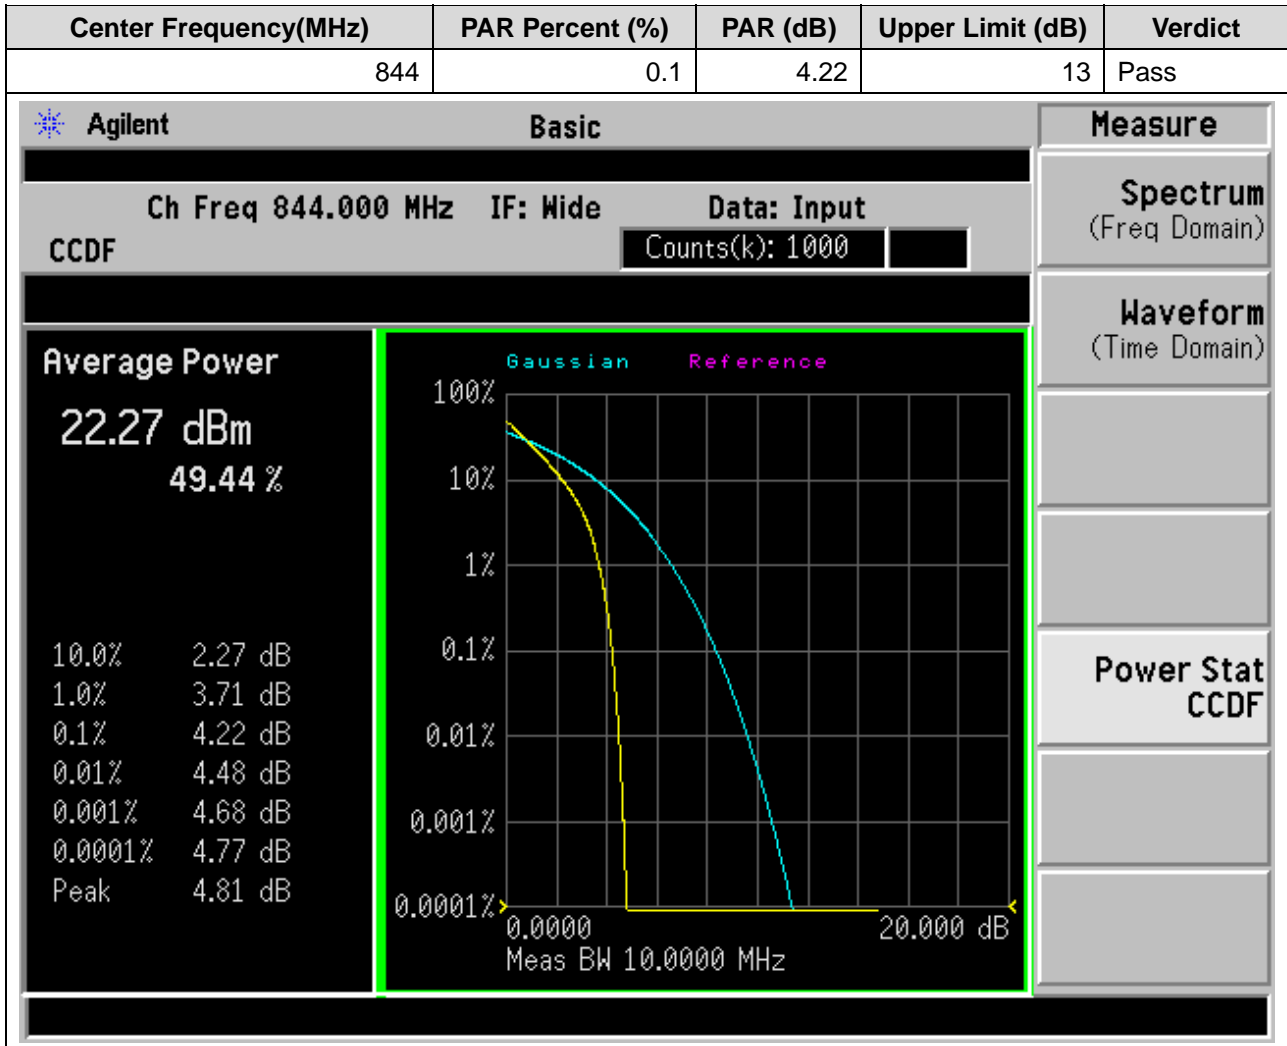 Center Frequency(MHz) PAR Percent (%) PAR (dB) Upper Limit (dB) Verdict
844 0.1 4.22 13 Pass
Agilent Basic Measure
Ch Freq 844.000 MHz IF: Wide Data: Input
CCDF Counts(k): 1000
Spectrum
(Freq Domain)
Waveform
(Time Domain)
Power Stat
CCDF
Average Power
22.27 dBm
49.44 %
10.0% 2.27 dB
1.0% 3.71 dB
0.1% 4.22 dB
0.01% 4.48 dB
0.001% 4.68 dB
0.0001% 4.77 dB
Peak 4.81 dB
Gaussian Reference
100%
10%
1%
0.1%
0.01%
0.001%
0.0001%
0.0000 20.000 dB
Meas BW 10.0000 MHz